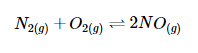 N₂₍g₎ + O₂₍g₎ ⇌ 2NO₍g₎